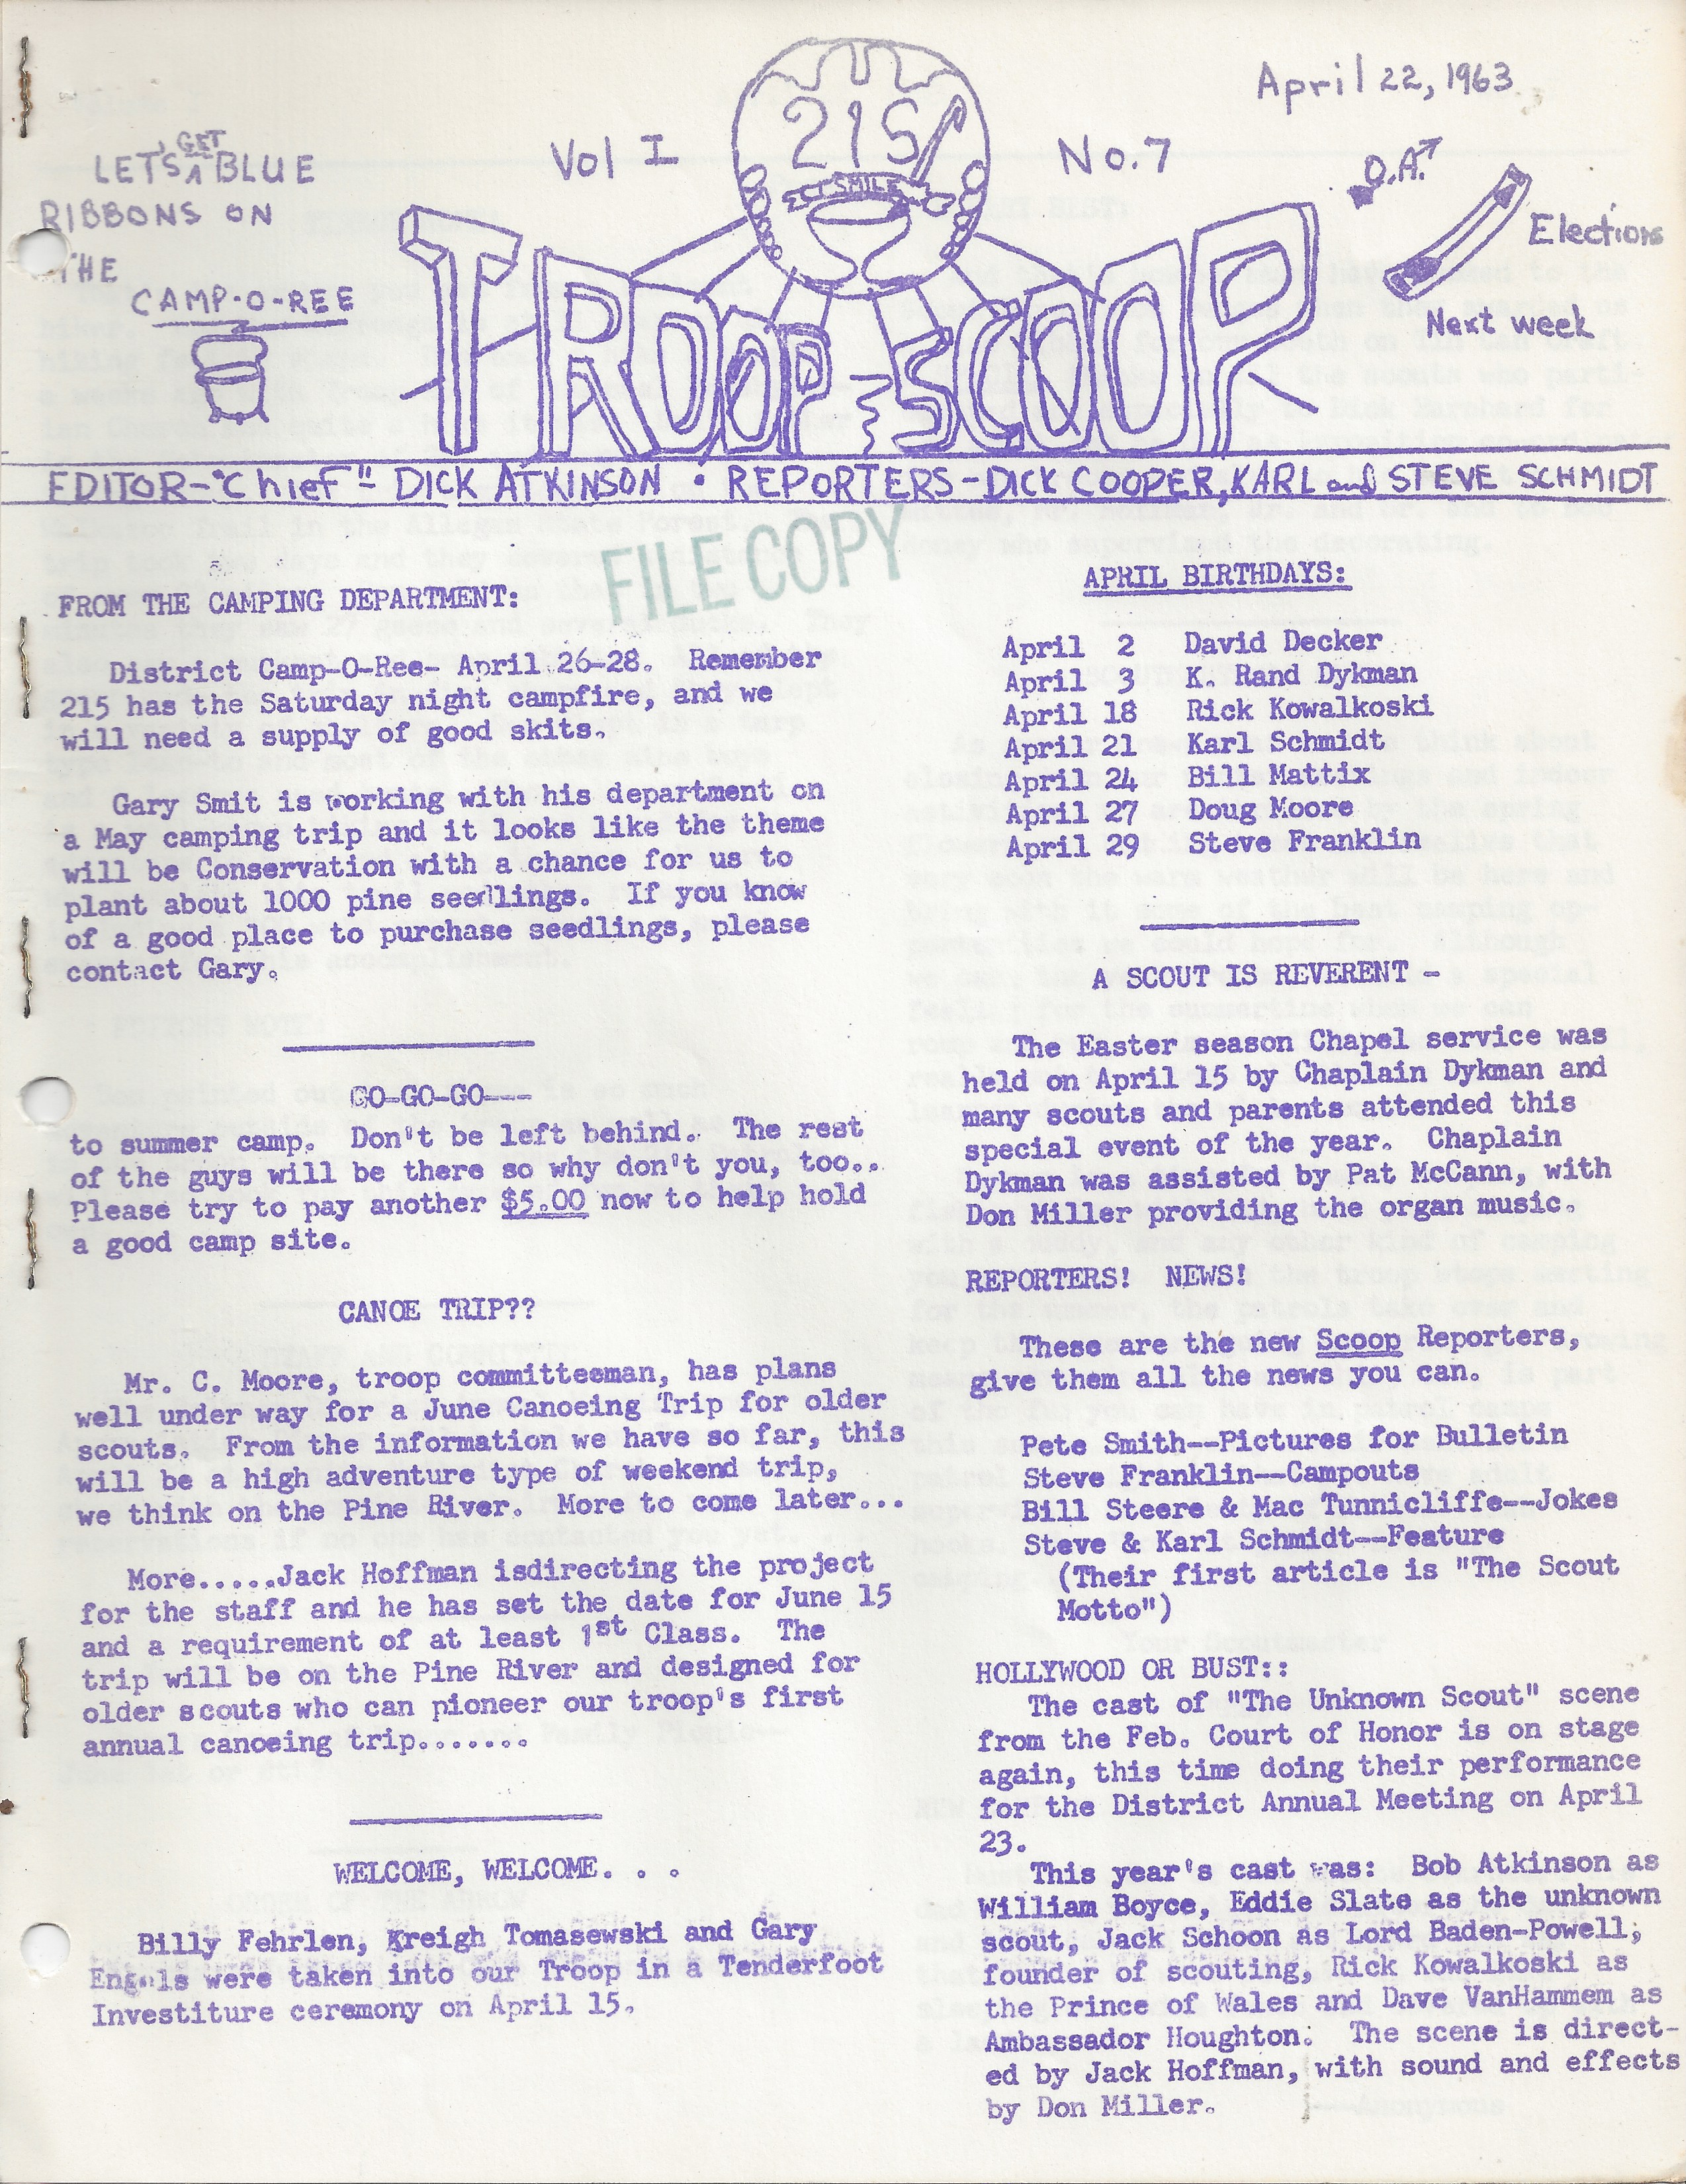 April 22, 1963
LETS GET A BLUE
RIBBONS ON
THE
CAMP-O-REE
Vol I
215
SMILE
No.7
O.A.
Elections
Next week
TROOP SCOOP
EDITOR-"Chief"- DICK ATKINSON • REPORTERS-DICK COOPER, KARL and STEVE SCHMIDT
FILE COPY
FROM THE CAMPING DEPARTMENT:
District Camp-O-Ree- April 26-28. Remember
215 has the Saturday night campfire, and we
will need a supply of good skits.
Gary Smit is working with his department on
a May camping trip and it looks like the theme
will be Conservation with a chance for us to
plant about 1000 pine seedlings. If you know
of a good place to purchase seedlings, please
contact Gary.
GO-GO-GO---
to summer camp. Don't be left behind. The rest
of the guys will be there so why don't you, too..
Please try to pay another $5.00 now to help hold
a good camp site.
CANOE TRIP??
Mr. C. Moore, troop committeeman, has plans
well under way for a June Canoeing Trip for older
scouts. From the information we have so far, this
will be a high adventure type of weekend trip,
we think on the Pine River. More to come later...
More.....Jack Hoffman isdirecting the project
for the staff and he has set the date for June 15
and a requirement of at least 1st Class. The
trip will be on the Pine River and designed for
older scouts who can pioneer our troop's first
annual canoeing trip.......
WELCOME, WELCOME. . .
Billy Fehrlen, Kreigh Tomasewski and Gary
Engels were taken into our Troop in a Tenderfoot
Investiture ceremony on April 15.
APRIL BIRTHDAYS:
April 2 David Decker
April 3 K. Rand Dykman
April 18 Rick Kowalkoski
April 21 Karl Schmidt
April 24 Bill Mattix
April 27 Doug Moore
April 29 Steve Franklin
A SCOUT IS REVERENT -
The Easter season Chapel service was
held on April 15 by Chaplain Dykman and
many scouts and parents attended this
special event of the year. Chaplain
Dykman was assisted by Pat McCann, with
Don Miller providing the organ music.
REPORTERS! NEWS!
These are the new Scoop Reporters,
give them all the news you can.
Pete Smith--Pictures for Bulletin
Steve Franklin--Campouts
Bill Steere & Mac Tunnicliffe--Jokes
Steve & Karl Schmidt--Feature
(Their first article is "The Scout
Motto")
HOLLYWOOD OR BUST::
The cast of "The Unknown Scout" scene
from the Feb. Court of Honor is on stage
again, this time doing their performance
for the District Annual Meeting on April
23.
This year's cast was: Bob Atkinson as
William Boyce, Eddie Slate as the unknown
scout, Jack Schoon as Lord Baden-Powell,
founder of scouting, Rick Kowalkoski as
the Prince of Wales and Dave VanHammem as
Ambassador Houghton. The scene is direct-
ed by Jack Hoffman, with sound and effects
by Don Miller.